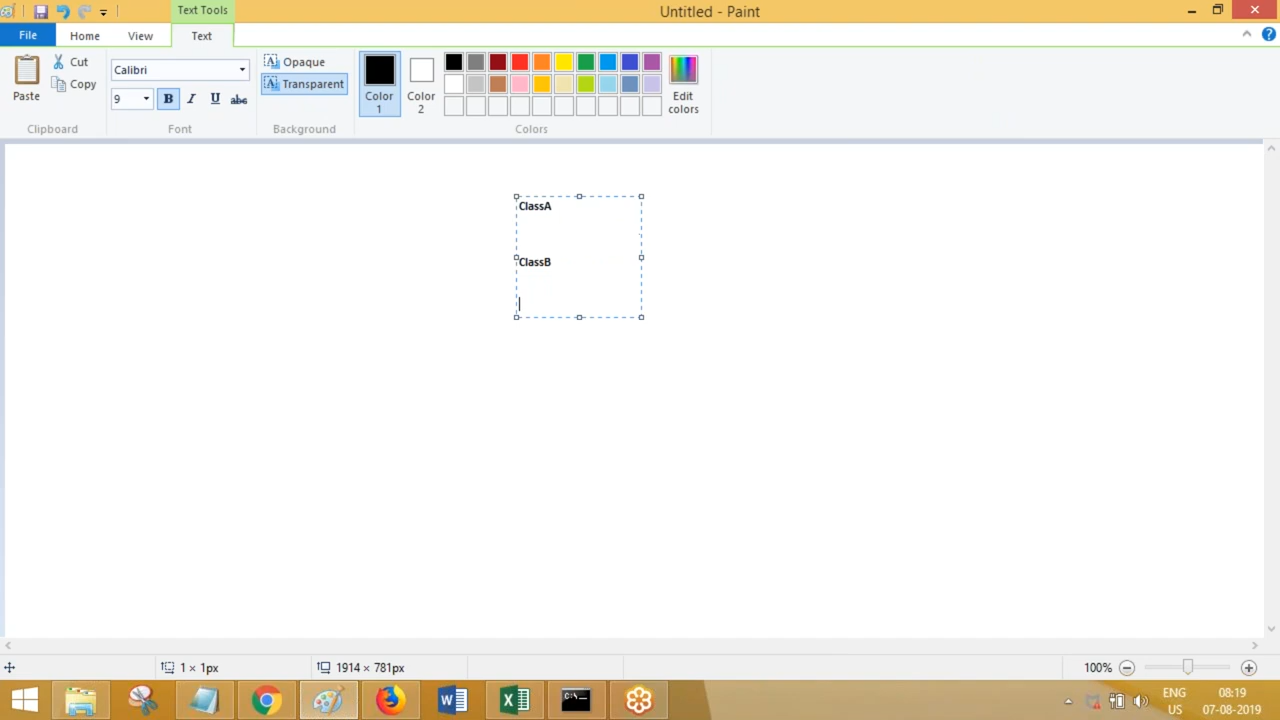 Text Tools
Untitled - Paint
File
Home
View
Text
Paste
Cut
Copy
Clipboard
Calibri
9
B
I
U
abc
Font
Opaque
Transparent
Background
Color
1
Color
2
Edit
colors
Colors
ClassA
ClassB
1 × 1px
1914 × 781px
100%
ENG
US
08:19
07-08-2019